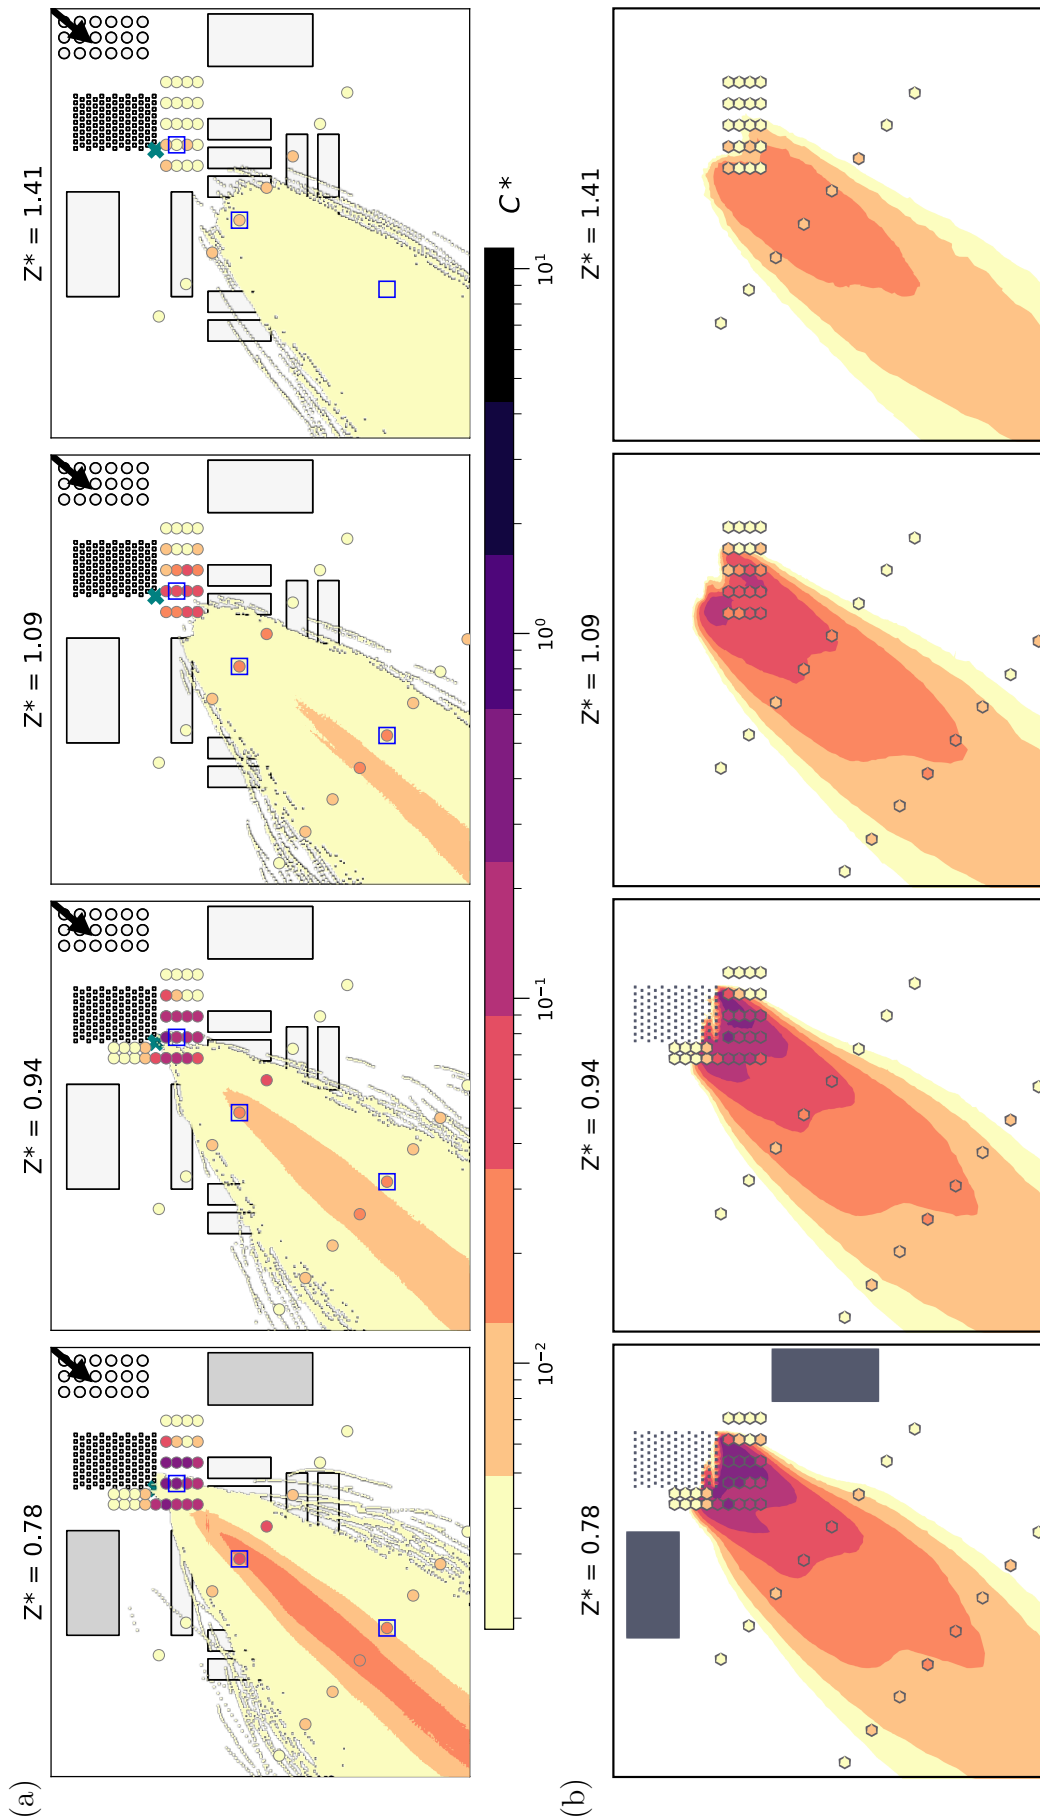 (a)
Z* = 0.78
Z* = 0.94
Z* = 1.09
Z* = 1.41
10⁻²
10⁻¹
10⁰
10¹
C*
(b)
Z* = 0.78
Z* = 0.94
Z* = 1.09
Z* = 1.41